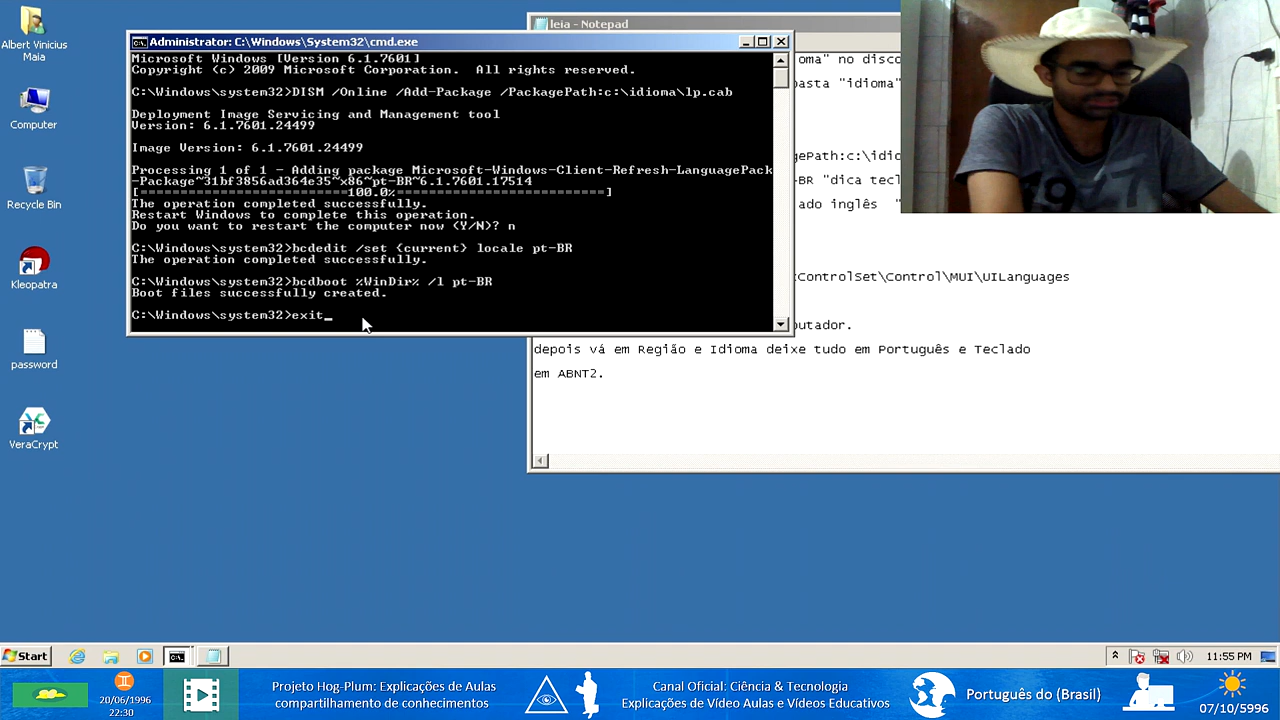 Albert Vinicius
Maia
Computer
Recycle Bin
Kleopatra
password
VeraCrypt
Administrator: C:\Windows\System32\cmd.exe
Microsoft Windows [Version 6.1.7601]
Copyright (c) 2009 Microsoft Corporation.  All rights reserved.
C:\Windows\system32>DISM /Online /Add-Package /PackagePath:c:\idioma\lp.cab
Deployment Image Servicing and Management tool
Version: 6.1.7601.24499
Image Version: 6.1.7601.24499
Processing 1 of 1 - Adding package Microsoft-Windows-Client-Refresh-LanguagePack
-Package~31bf3856ad364e35~x86~pt-BR~6.1.7601.17514
[==========================100.0%==========================]
The operation completed successfully.
Restart Windows to complete this operation.
Do you want to restart the computer now (Y/N)? n
C:\Windows\system32>bcdedit /set {current} locale pt-BR
The operation completed successfully.
C:\Windows\system32>bcdboot %WinDir% /l pt-BR
Boot files successfully created.
C:\Windows\system32>exit_
leia - Notepad
oma" no disco
pasta "idioma"
gePath:c:\idio
-BR "dica tecl
ado inglês "
ControlSet\Control\MUI\UILanguages
utador.
depois vá em Região e Idioma deixe tudo em Português e Teclado
em ABNT2.
Start
11:55 PM
20/06/1996
22:30
Projeto Hog-Plum: Explicações de Aulas
compartilhamento de conhecimentos
Canal Oficial: Ciência & Tecnologia
Explicações de Vídeo Aulas e Vídeos Educativos
Português do (Brasil)
07/10/5996